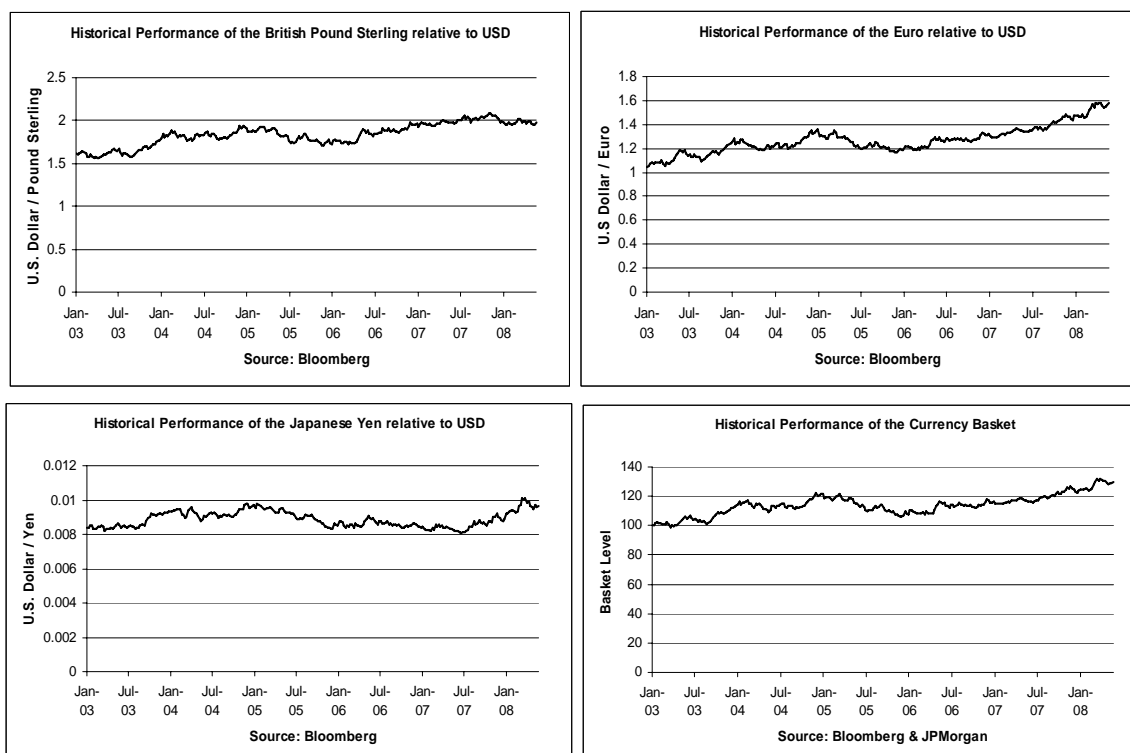 Historical Performance of the British Pound Sterling relative to USD
U.S. Dollar / Pound Sterling
2.5
2
1.5
1
0.5
0
Jan- Jul- Jan- Jul- Jan- Jul- Jan- Jul- Jan- Jul- Jan-
03 03 04 04 05 05 06 06 07 07 08
Source: Bloomberg
Historical Performance of the Euro relative to USD
U.S Dollar / Euro
1.8
1.6
1.4
1.2
1
0.8
0.6
0.4
0.2
0
Jan- Jul- Jan- Jul- Jan- Jul- Jan- Jul- Jan- Jul- Jan-
03 03 04 04 05 05 06 06 07 07 08
Source: Bloomberg
Historical Performance of the Japanese Yen relative to USD
U.S. Dollar / Yen
0.012
0.01
0.008
0.006
0.004
0.002
0
Jan- Jul- Jan- Jul- Jan- Jul- Jan- Jul- Jan- Jul- Jan-
03 03 04 04 05 05 06 06 07 07 08
Source: Bloomberg
Historical Performance of the Currency Basket
Basket Level
140
120
100
80
60
40
20
0
Jan- Jul- Jan- Jul- Jan- Jul- Jan- Jul- Jan- Jul- Jan-
03 03 04 04 05 05 06 06 07 07 08
Source: Bloomberg & JPMorgan